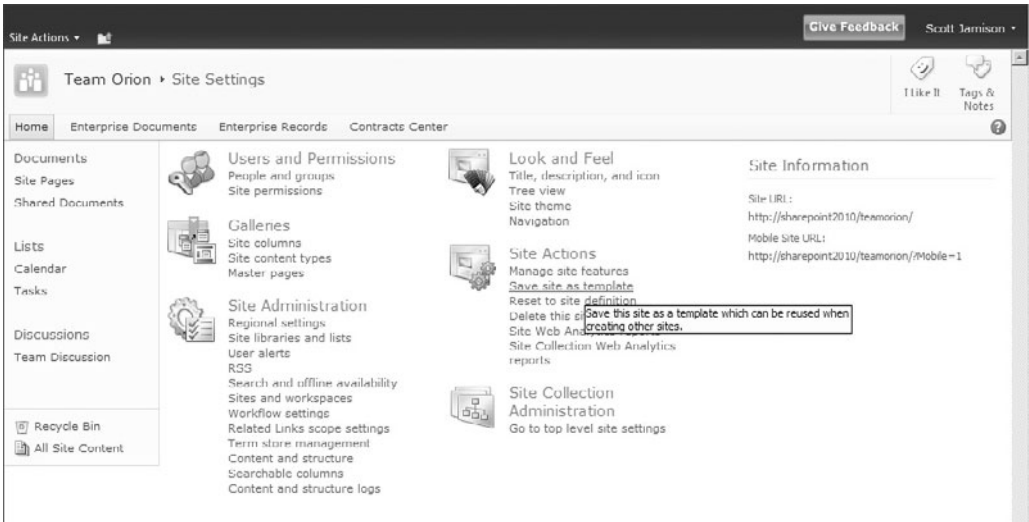 Site Actions
Give Feedback
Scott Jamison
Team Orion ▸ Site Settings
I Like It
Tags &
Notes
Home
Enterprise Documents
Enterprise Records
Contracts Center
Documents
Site Pages
Shared Documents
Lists
Calendar
Tasks
Discussions
Team Discussion
Recycle Bin
All Site Content
Users and Permissions
People and groups
Site permissions
Galleries
Site columns
Site content types
Master pages
Site Administration
Regional settings
Site libraries and lists
User alerts
RSS
Search and offline availability
Sites and workspaces
Workflow settings
Related Links scope settings
Term store management
Content and structure
Searchable columns
Content and structure logs
Look and Feel
Title, description, and icon
Tree view
Site theme
Navigation
Site Actions
Manage site features
Save site as template
Reset to site definition
Delete this si
Save this site as a template which can be reused when
creating other sites.
Site Web An
Site Collection Web Analytics
reports
Site Collection
Administration
Go to top level site settings
Site Information
Site URL:
http://sharepoint2010/teamorion/
Mobile Site URL:
http://sharepoint2010/teamorion/?Mobile=1